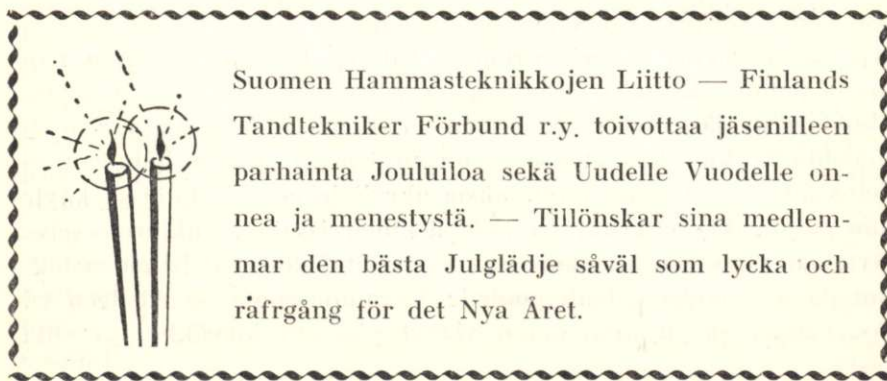 Suomen Hammasteknikkojen Liitto — Finlands
Tandtekniker Förbund r.y. toivottaa jäsenilleen
parhainta Jouluiloa sekä Uudelle Vuodelle on-
nea ja menestystä. — Tillönskar sina medlem-
mar den bästa Julglädje såväl som lycka och
rafrgång för det Nya Året.